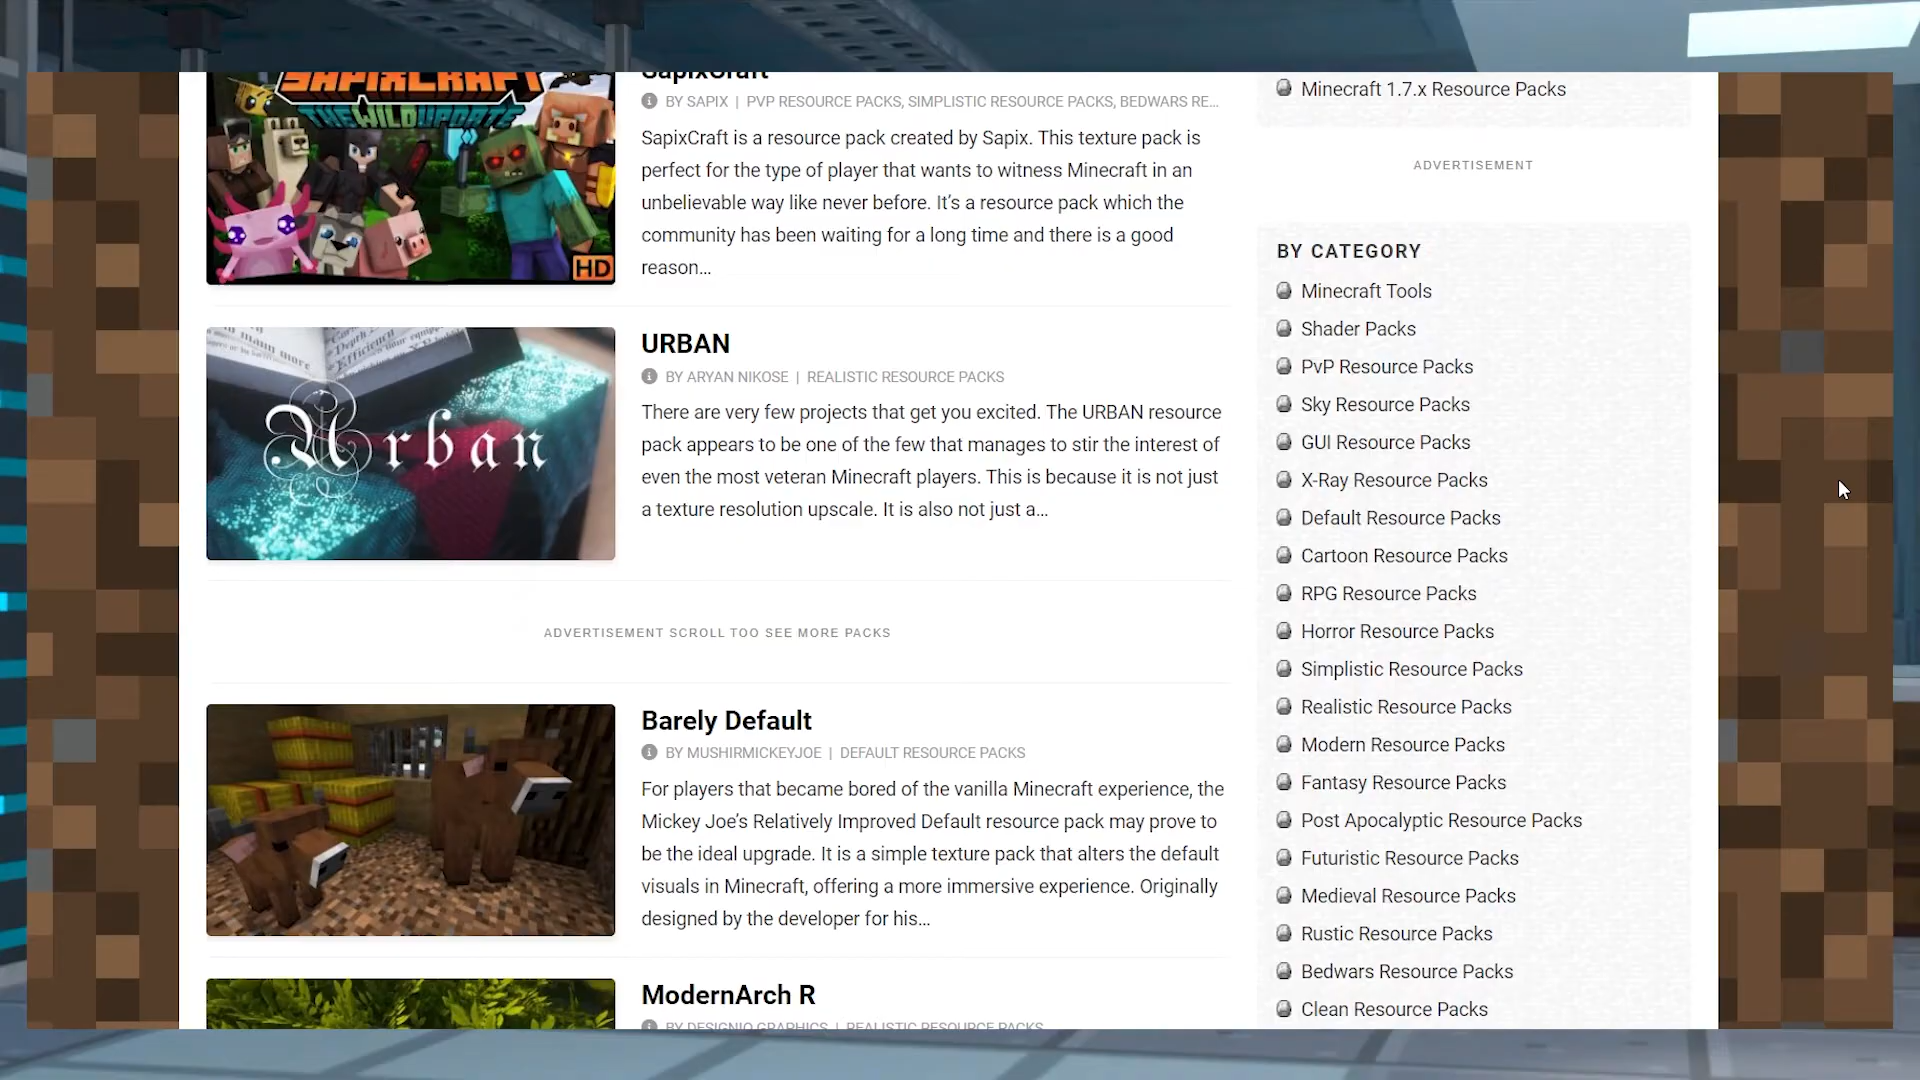 SAPIXCRAFT
THE WILD UPDATE
HD
SapixCraft
BY SAPIX | PVP RESOURCE PACKS, SIMPLISTIC RESOURCE PACKS, BEDWARS RE...
SapixCraft is a resource pack created by Sapix. This texture pack is
perfect for the type of player that wants to witness Minecraft in an
unbelievable way like never before. It's a resource pack which the
community has been waiting for a long time and there is a good
reason...
Urban
URBAN
BY ARYAN NIKOSE | REALISTIC RESOURCE PACKS
There are very few projects that get you excited. The URBAN resource
pack appears to be one of the few that manages to stir the interest of
even the most veteran Minecraft players. This is because it is not just
a texture resolution upscale. It is also not just a...
ADVERTISEMENT SCROLL TOO SEE MORE PACKS
Barely Default
BY MUSHIRMICKEYJOE | DEFAULT RESOURCE PACKS
For players that became bored of the vanilla Minecraft experience, the
Mickey Joe's Relatively Improved Default resource pack may prove to
be the ideal upgrade. It is a simple texture pack that alters the default
visuals in Minecraft, offering a more immersive experience. Originally
designed by the developer for his...
ModernArch R
BY DESIGNIO GRAPHICS | REALISTIC RESOURCE PACKS
Minecraft 1.7.x Resource Packs
ADVERTISEMENT
BY CATEGORY
Minecraft Tools
Shader Packs
PvP Resource Packs
Sky Resource Packs
GUI Resource Packs
X-Ray Resource Packs
Default Resource Packs
Cartoon Resource Packs
RPG Resource Packs
Horror Resource Packs
Simplistic Resource Packs
Realistic Resource Packs
Modern Resource Packs
Fantasy Resource Packs
Post Apocalyptic Resource Packs
Futuristic Resource Packs
Medieval Resource Packs
Rustic Resource Packs
Bedwars Resource Packs
Clean Resource Packs